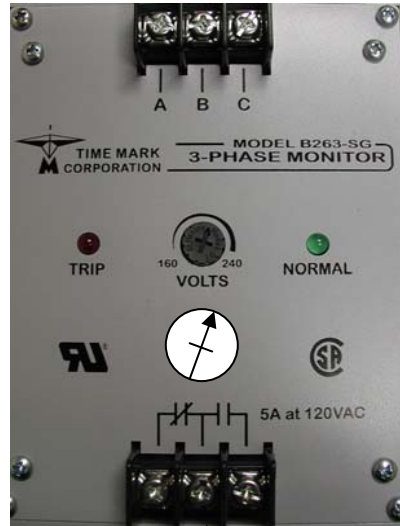 A B C
TIME MARK
CORPORATION
MODEL B263-SG
3-PHASE MONITOR
TRIP
160 240
VOLTS
NORMAL
5A at 120VAC